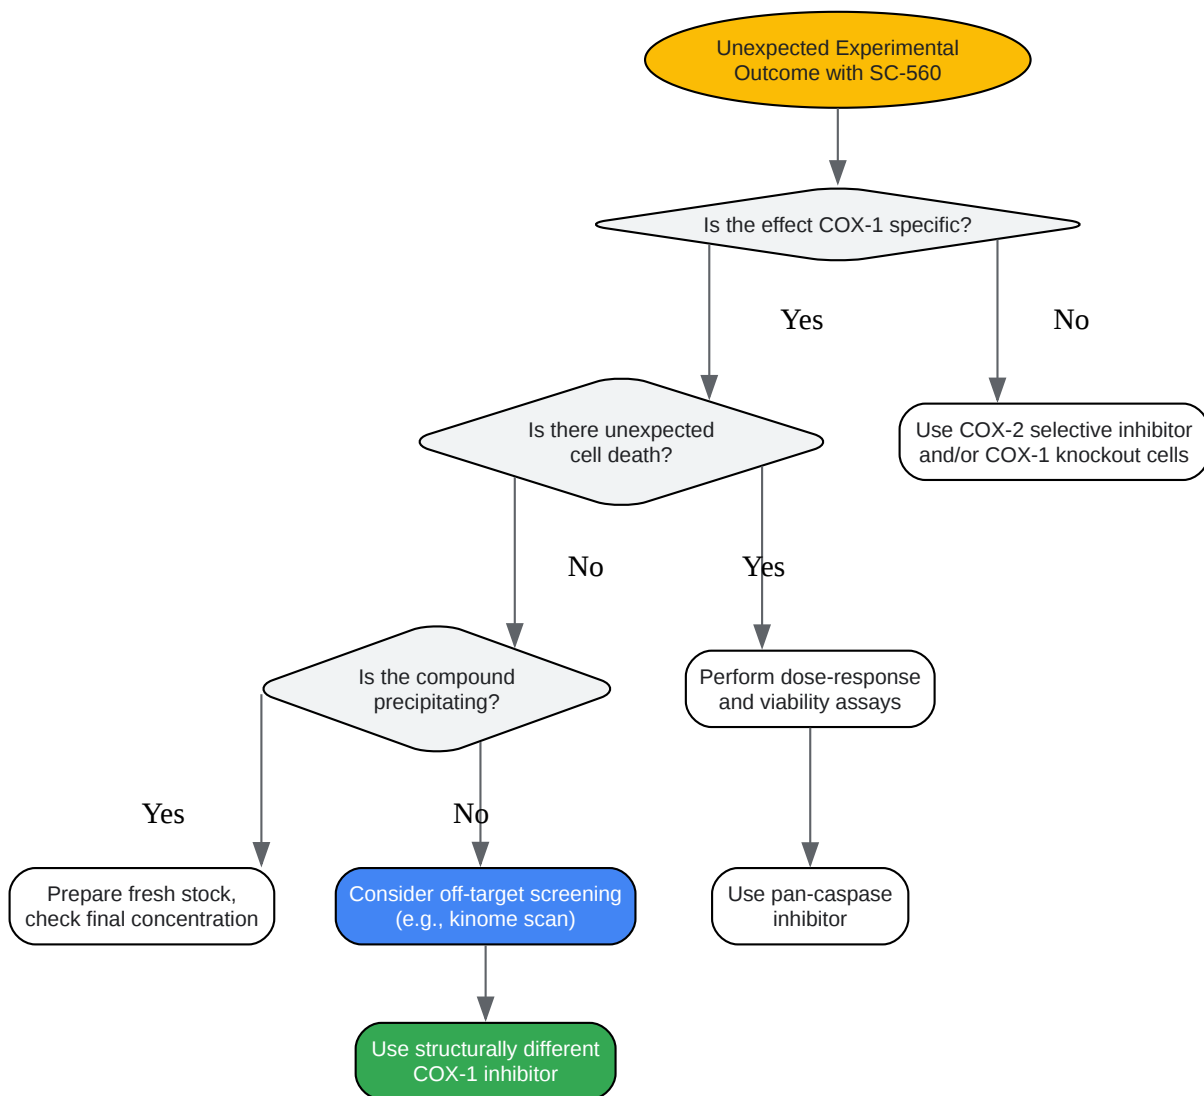 Unexpected Experimental
Outcome with SC-560
Is the effect COX-1 specific?
Yes
No
Is there unexpected
cell death?
Use COX-2 selective inhibitor
and/or COX-1 knockout cells
No
Yes
Is the compound
precipitating?
Perform dose-response
and viability assays
Yes
No
Prepare fresh stock,
check final concentration
Consider off-target screening
(e.g., kinome scan)
Use pan-caspase
inhibitor
Use structurally different
COX-1 inhibitor